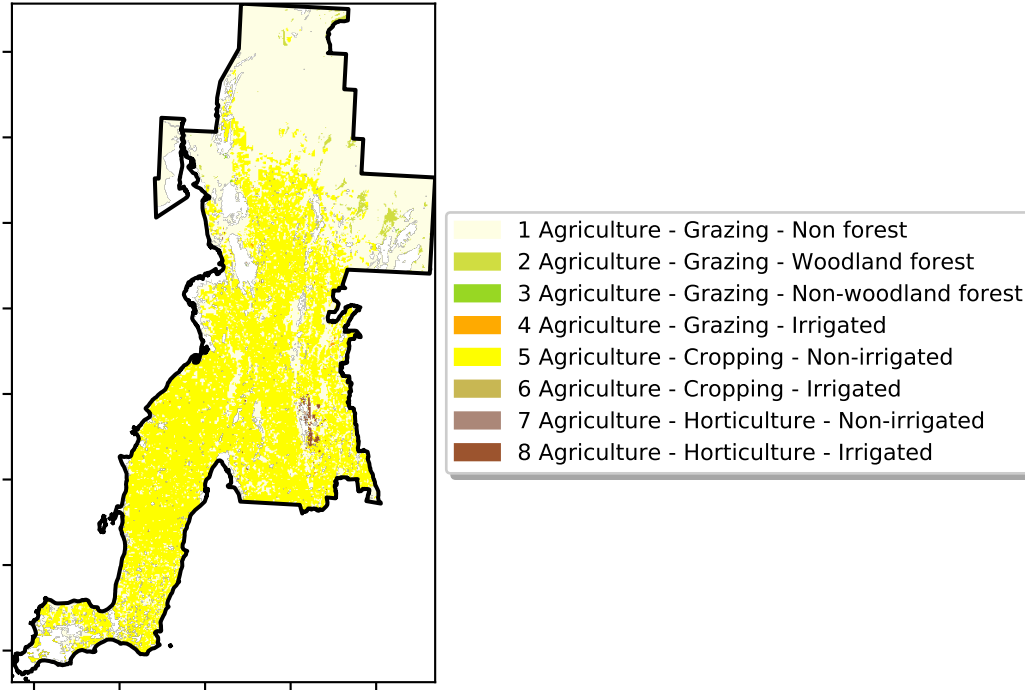 1 Agriculture - Grazing - Non forest
2 Agriculture - Grazing - Woodland forest
3 Agriculture - Grazing - Non-woodland forest
4 Agriculture - Grazing - Irrigated
5 Agriculture - Cropping - Non-irrigated
6 Agriculture - Cropping - Irrigated
7 Agriculture - Horticulture - Non-irrigated
8 Agriculture - Horticulture - Irrigated